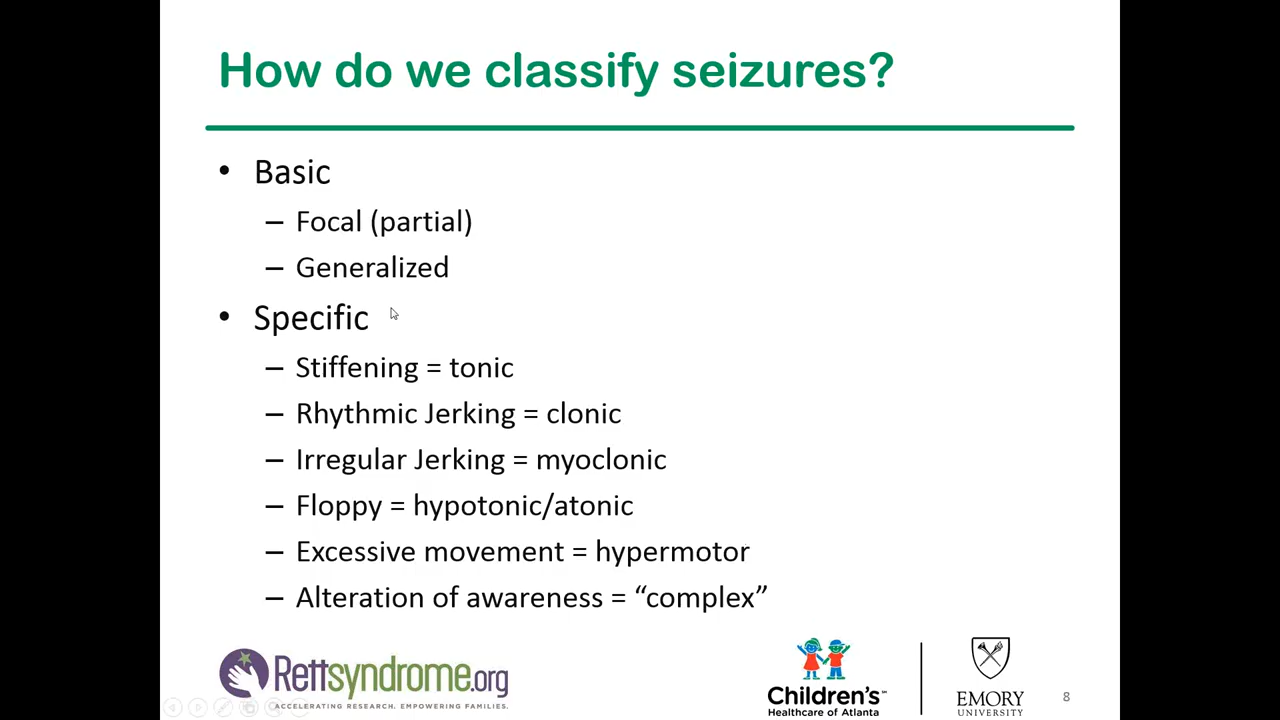 How do we classify seizures?
• Basic
– Focal (partial)
– Generalized
• Specific
– Stiffening = tonic
– Rhythmic Jerking = clonic
– Irregular Jerking = myoclonic
– Floppy = hypotonic/atonic
– Excessive movement = hypermotor
– Alteration of awareness = “complex”
Rettsyndrome.org
ACCELERATING RESEARCH. EMPOWERING FAMILIES.
Children's™
Healthcare of Atlanta
EMORY
UNIVERSITY
8